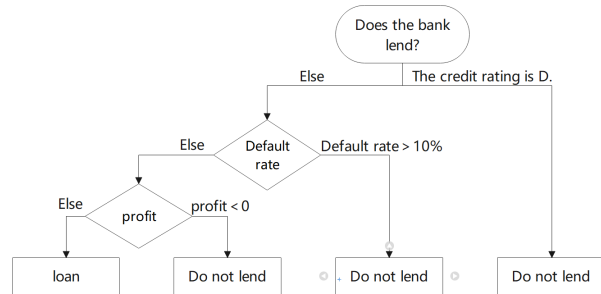 Does the bank
lend?
Else
The credit rating is D.
Else
Default
rate
Default rate > 10%
Else
profit
profit < 0
loan
Do not lend
Do not lend
Do not lend